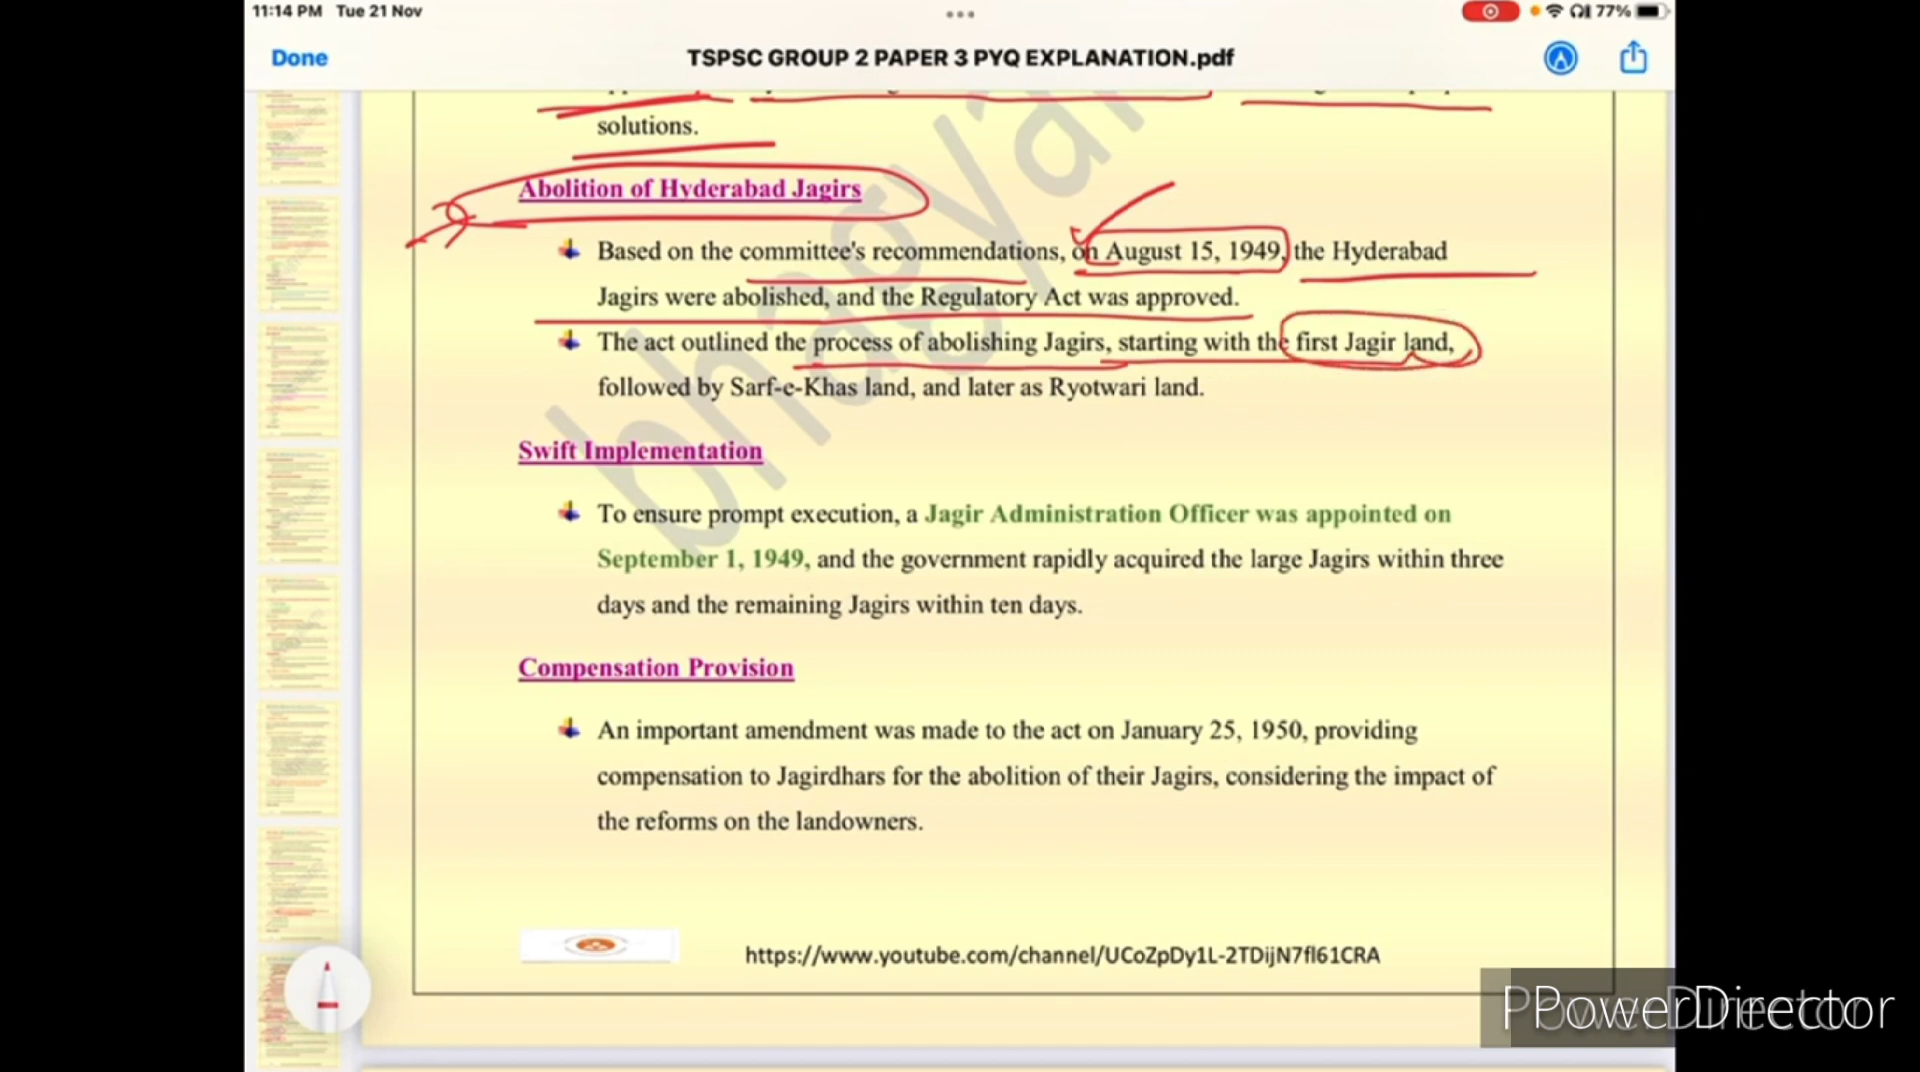 11:14 PM Tue 21 Nov
77%
Done
TSPSC GROUP 2 PAPER 3 PYQ EXPLANATION.pdf
solutions.
Abolition of Hyderabad Jagirs
Based on the committee's recommendations, on August 15, 1949, the Hyderabad
Jagirs were abolished, and the Regulatory Act was approved.
The act outlined the process of abolishing Jagirs, starting with the first Jagir land,
followed by Sarf-e-Khas land, and later as Ryotwari land.
Swift Implementation
To ensure prompt execution, a Jagir Administration Officer was appointed on
September 1, 1949, and the government rapidly acquired the large Jagirs within three
days and the remaining Jagirs within ten days.
Compensation Provision
An important amendment was made to the act on January 25, 1950, providing
compensation to Jagirdhars for the abolition of their Jagirs, considering the impact of
the reforms on the landowners.
https://www.youtube.com/channel/UCoZpDy1L-2TDijN7fl61CRA
PowerDirector